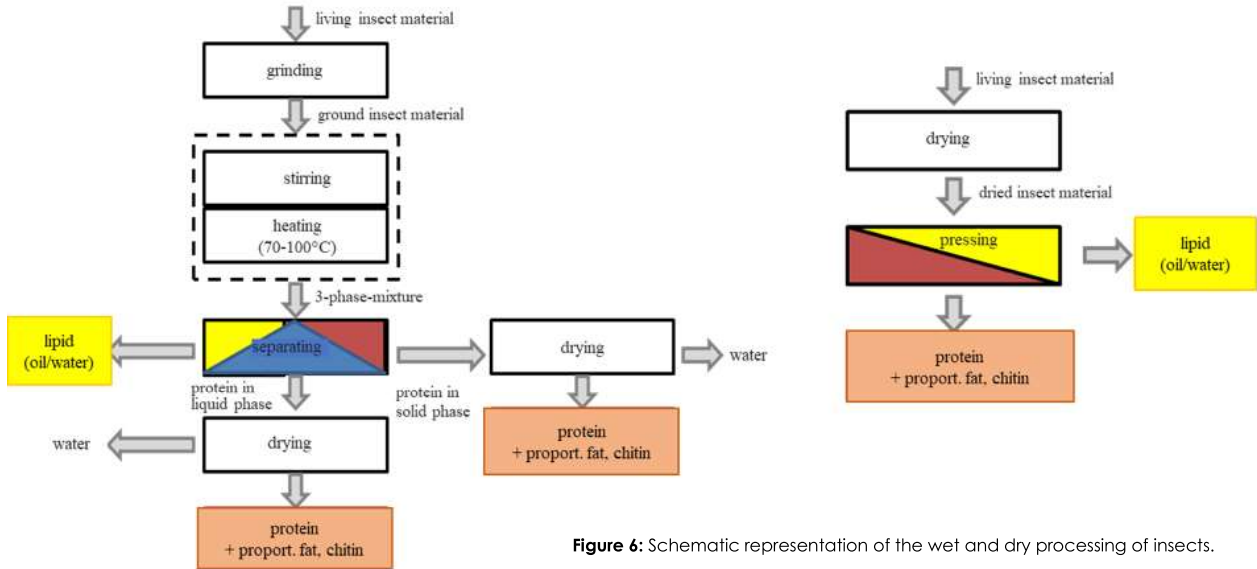 living insect material
grinding
ground insect material
stirring
heating
(70-100°C)
3-phase-mixture
lipid
(oil/water)
separating
protein in
liquid phase
protein in
solid phase
drying
water
protein
+ proport. fat, chitin
water
drying
protein
+ proport. fat, chitin
living insect material
drying
dried insect material
pressing
lipid
(oil/water)
protein
+ proport. fat, chitin
Figure 6: Schematic representation of the wet and dry processing of insects.